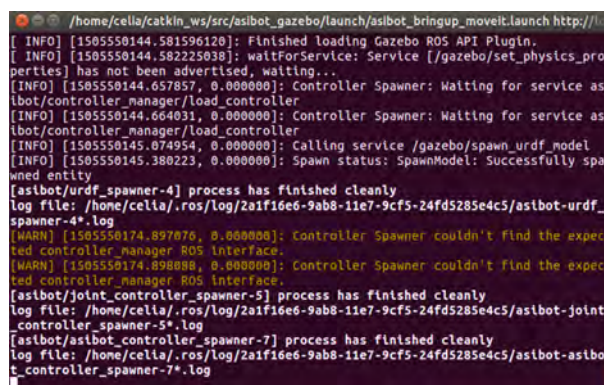 /home/celia/catkin_ws/src/asibot_gazebo/launch/asibot_bringup_moveit.launch http://l
[ INFO] [1505550144.581596120]: Finished loading Gazebo ROS API Plugin.
[ INFO] [1505550144.582225038]: waitForService: Service [/gazebo/set_physics_pro
perties] has not been advertised, waiting...
[INFO] [1505550144.657857, 0.000000]: Controller Spawner: Waiting for service as
ibot/controller_manager/load_controller
[INFO] [1505550144.664031, 0.000000]: Controller Spawner: Waiting for service as
ibot/controller_manager/load_controller
[INFO] [1505550145.074954, 0.000000]: Calling service /gazebo/spawn_urdf_model
[INFO] [1505550145.380223, 0.000000]: Spawn status: SpawnModel: Successfully spa
wned entity
[asibot/urdf_spawner-4] process has finished cleanly
log file: /home/celia/.ros/log/2a1f16e6-9ab8-11e7-9cf5-24fd5285e4c5/asibot-urdf_
spawner-4*.log
[WARN] [1505550174.897076, 0.000000]: Controller Spawner couldn't find the expec
ted controller_manager ROS interface.
[WARN] [1505550174.898088, 0.000000]: Controller Spawner couldn't find the expec
ted controller_manager ROS interface.
[asibot/joint_controller_spawner-5] process has finished cleanly
log file: /home/celia/.ros/log/2a1f16e6-9ab8-11e7-9cf5-24fd5285e4c5/asibot-joint
_controller_spawner-5*.log
[asibot/asibot_controller_spawner-7] process has finished cleanly
log file: /home/celia/.ros/log/2a1f16e6-9ab8-11e7-9cf5-24fd5285e4c5/asibot-asibo
t_controller_spawner-7*.log